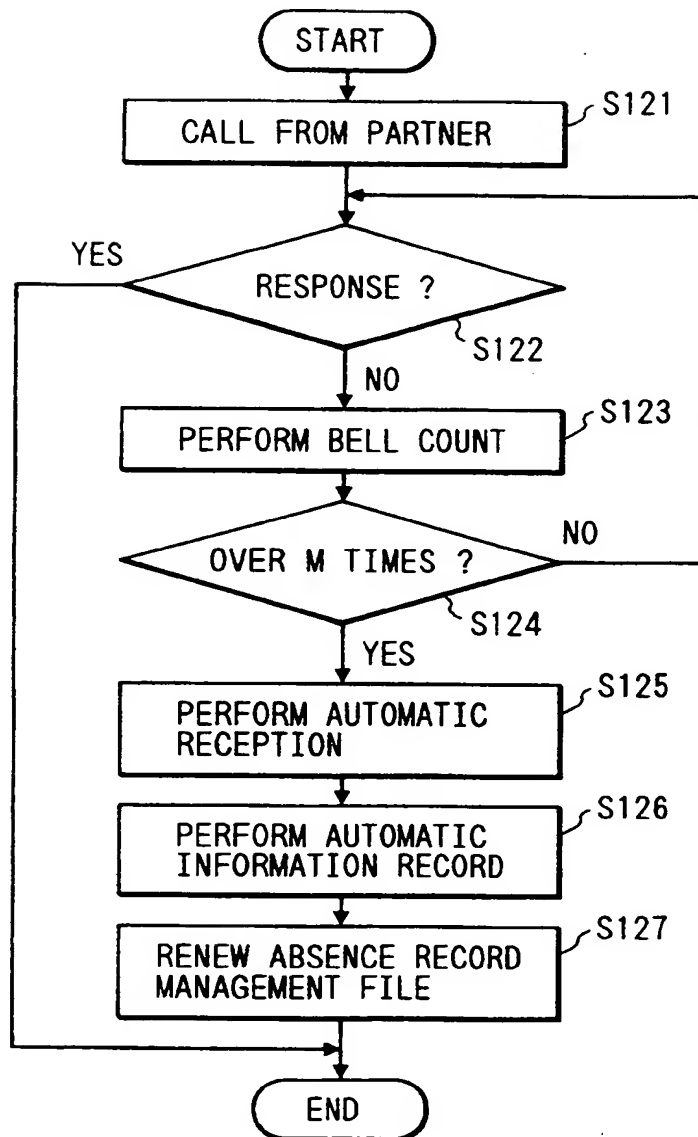 START
S121
CALL FROM PARTNER
YES
RESPONSE ?
S122
NO
S123
PERFORM BELL COUNT
NO
OVER M TIMES ?
S124
YES
S125
PERFORM AUTOMATIC
RECEPTION
S126
PERFORM AUTOMATIC
INFORMATION RECORD
S127
RENEW ABSENCE RECORD
MANAGEMENT FILE
END